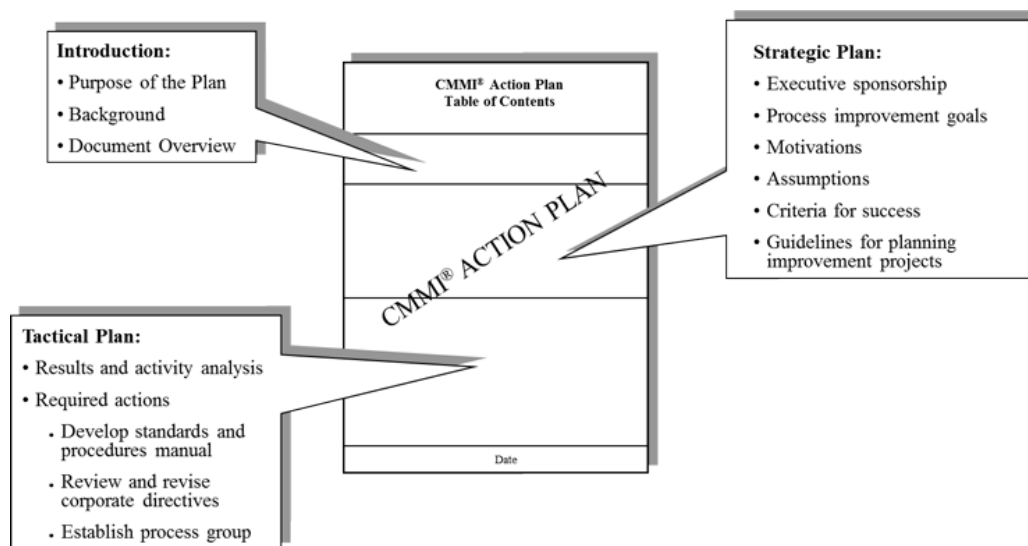 Introduction:
• Purpose of the Plan
• Background
• Document Overview
CMMI® Action Plan
Table of Contents
CMMI® ACTION PLAN
Date
Strategic Plan:
• Executive sponsorship
• Process improvement goals
• Motivations
• Assumptions
• Criteria for success
• Guidelines for planning
improvement projects
Tactical Plan:
• Results and activity analysis
• Required actions
• Develop standards and
procedures manual
• Review and revise
corporate directives
• Establish process group